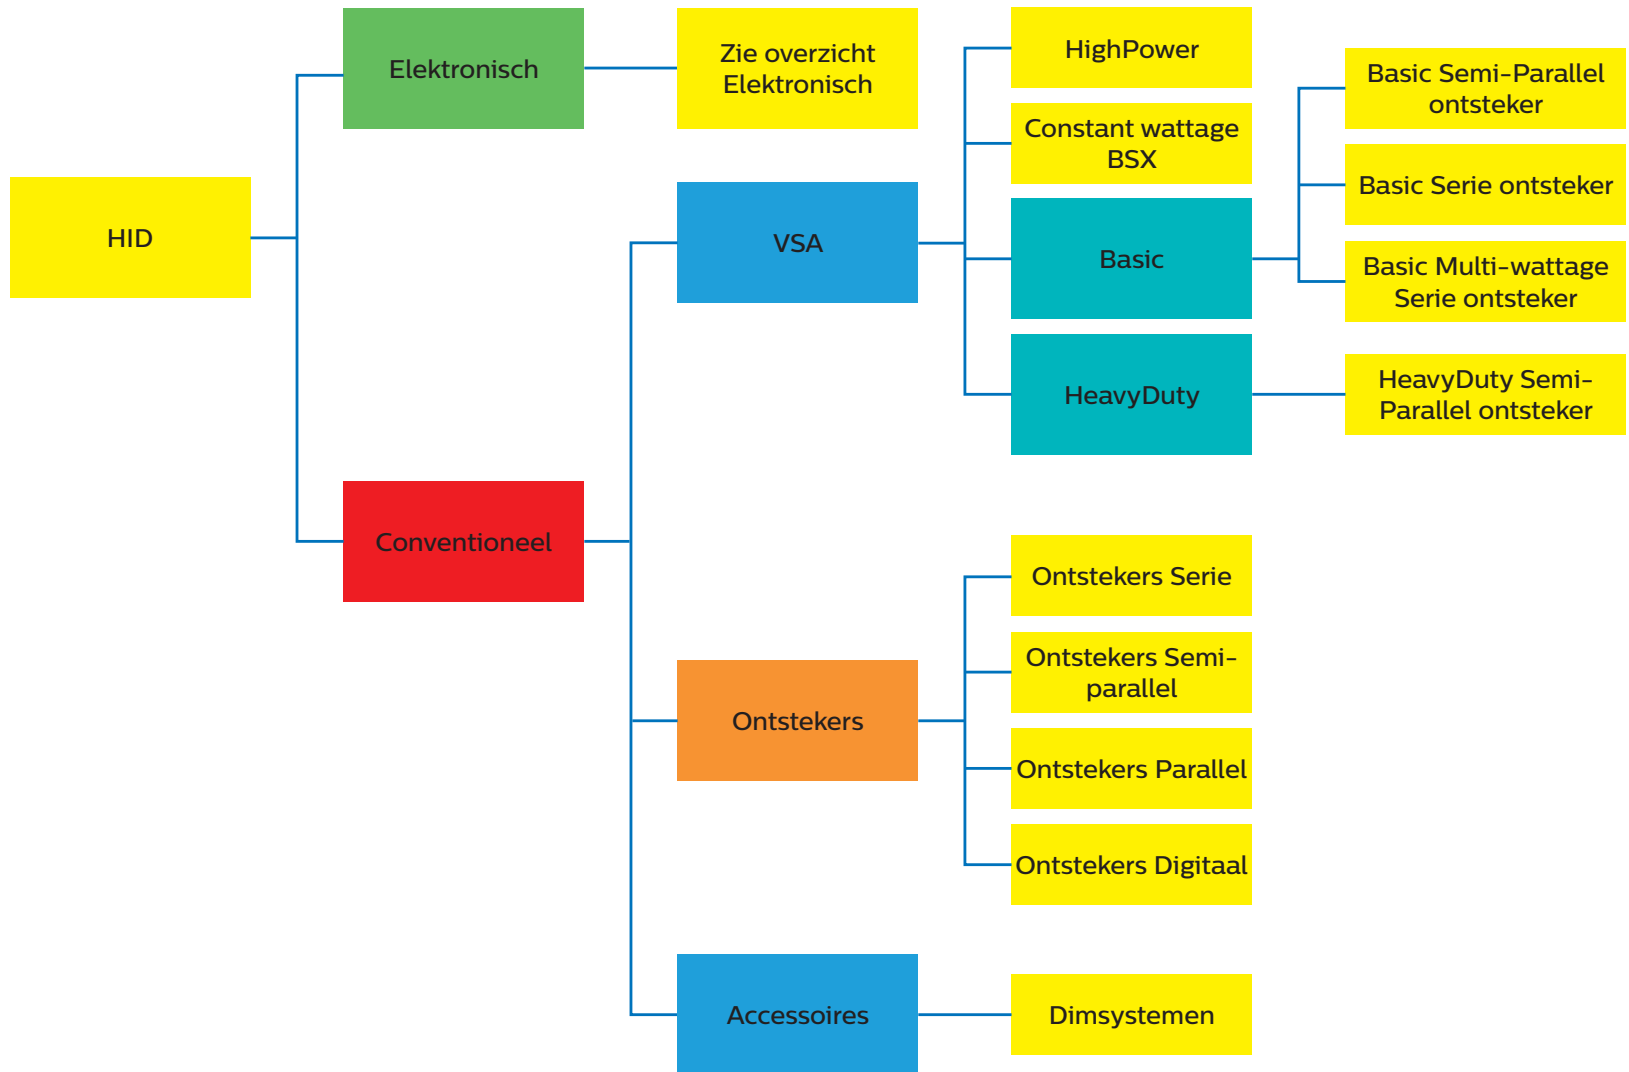 HID
Elektronisch
Zie overzicht
Elektronisch
Conventioneel
VSA
HighPower
Constant wattage
BSX
Basic
Basic Semi-Parallel
ontsteker
Basic Serie ontsteker
Basic Multi-wattage
Serie ontsteker
HeavyDuty
HeavyDuty Semi-
Parallel ontsteker
Ontstekers
Ontstekers Serie
Ontstekers Semi-
parallel
Ontstekers Parallel
Ontstekers Digitaal
Accessoires
Dimsystemen